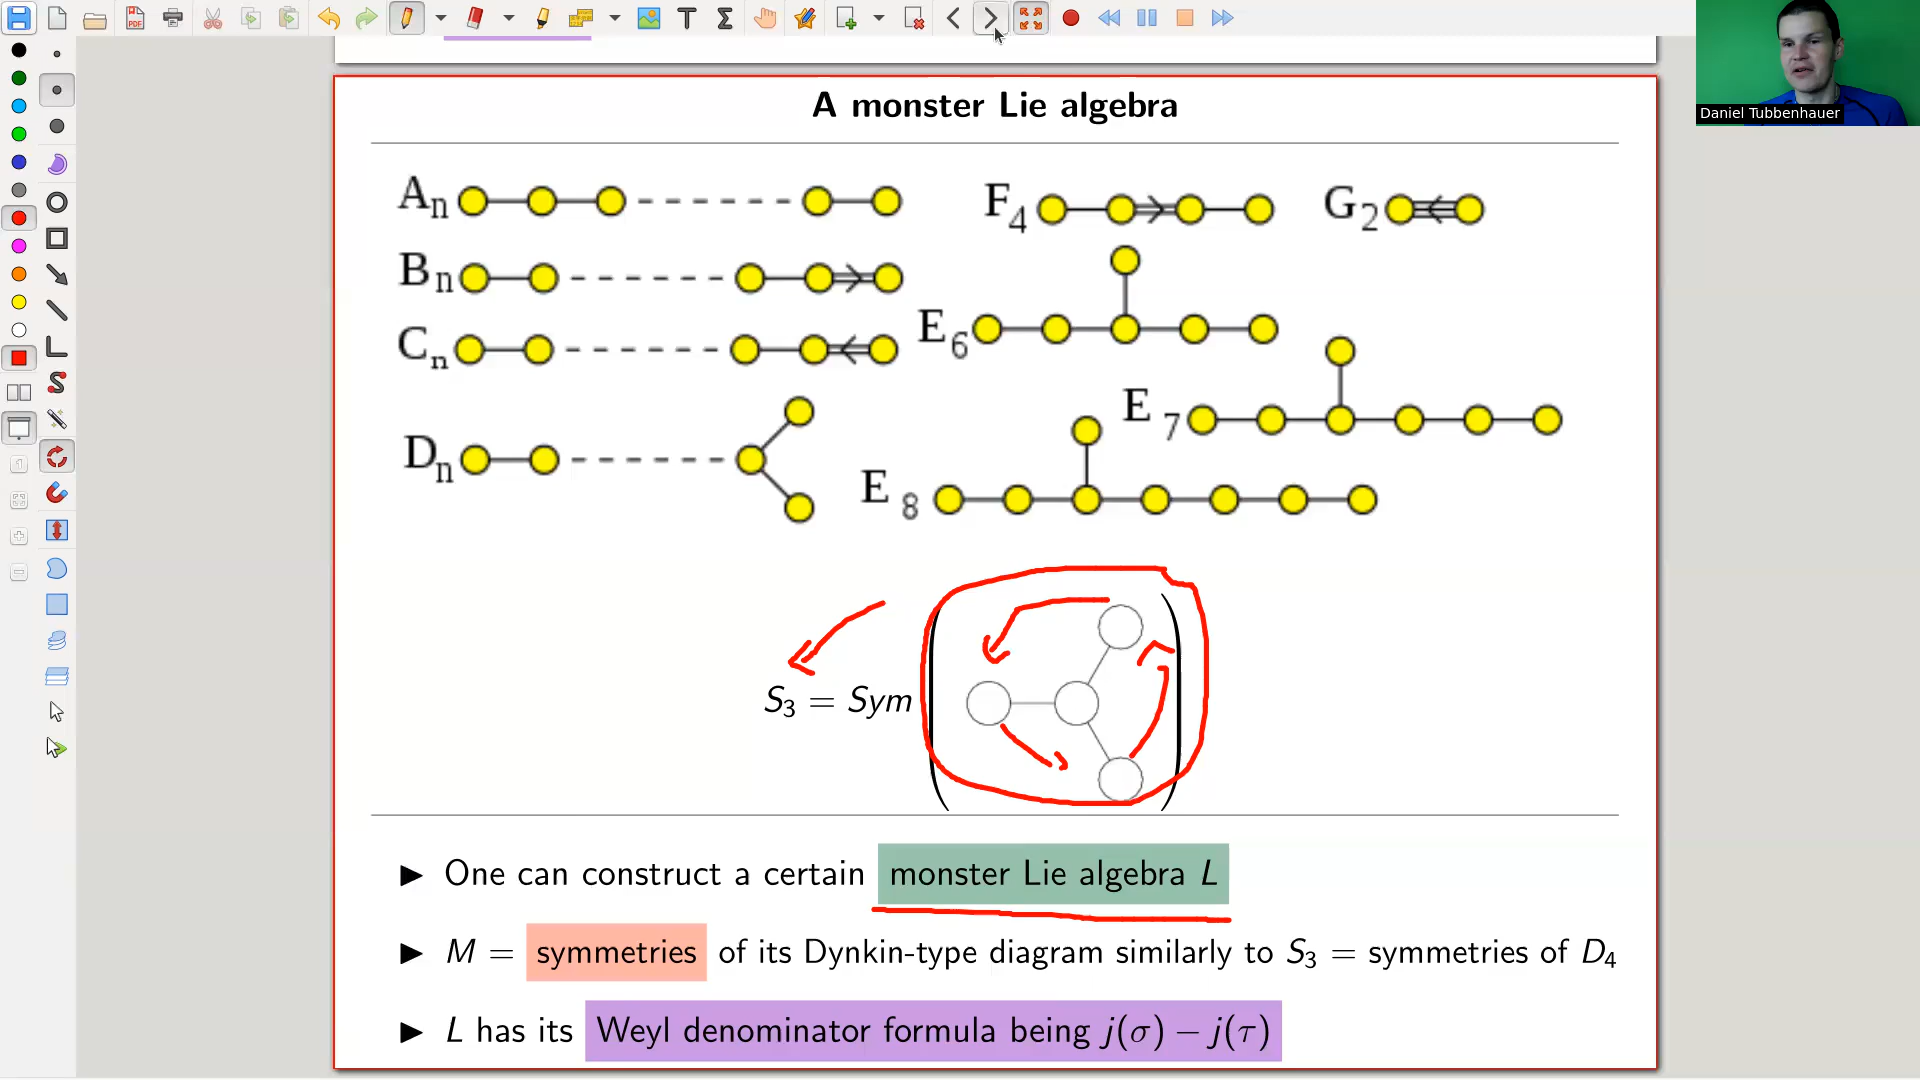 Daniel Tubbenhauer
A monster Lie algebra
A_n
F_4
G_2
B_n
C_n
E_6
E_7
D_n
E_8
S_3 = Sym
▶ One can construct a certain monster Lie algebra L
▶ M = symmetries of its Dynkin-type diagram similarly to S_3 = symmetries of D_4
▶ L has its Weyl denominator formula being j(σ) − j(τ)